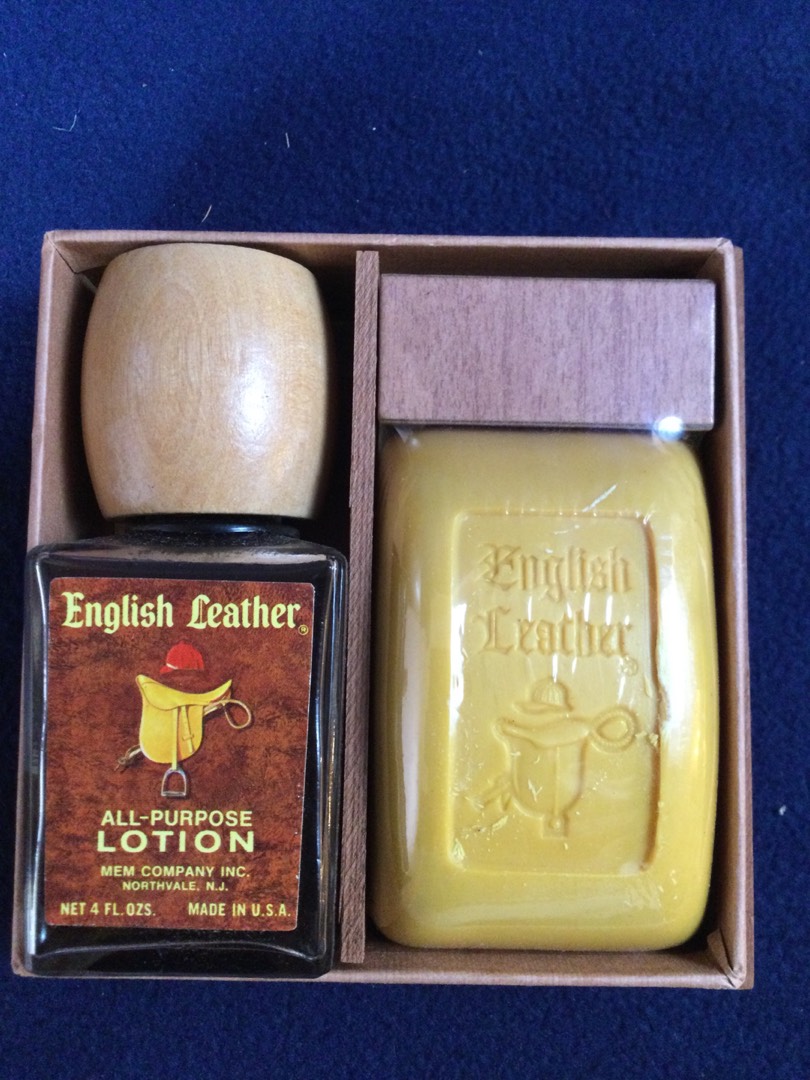 English Leather®
ALL-PURPOSE
LOTION
MEM COMPANY INC.
NORTHVALE, N.J.
NET 4 FL. OZS. MADE IN U.S.A.
English
Leather®